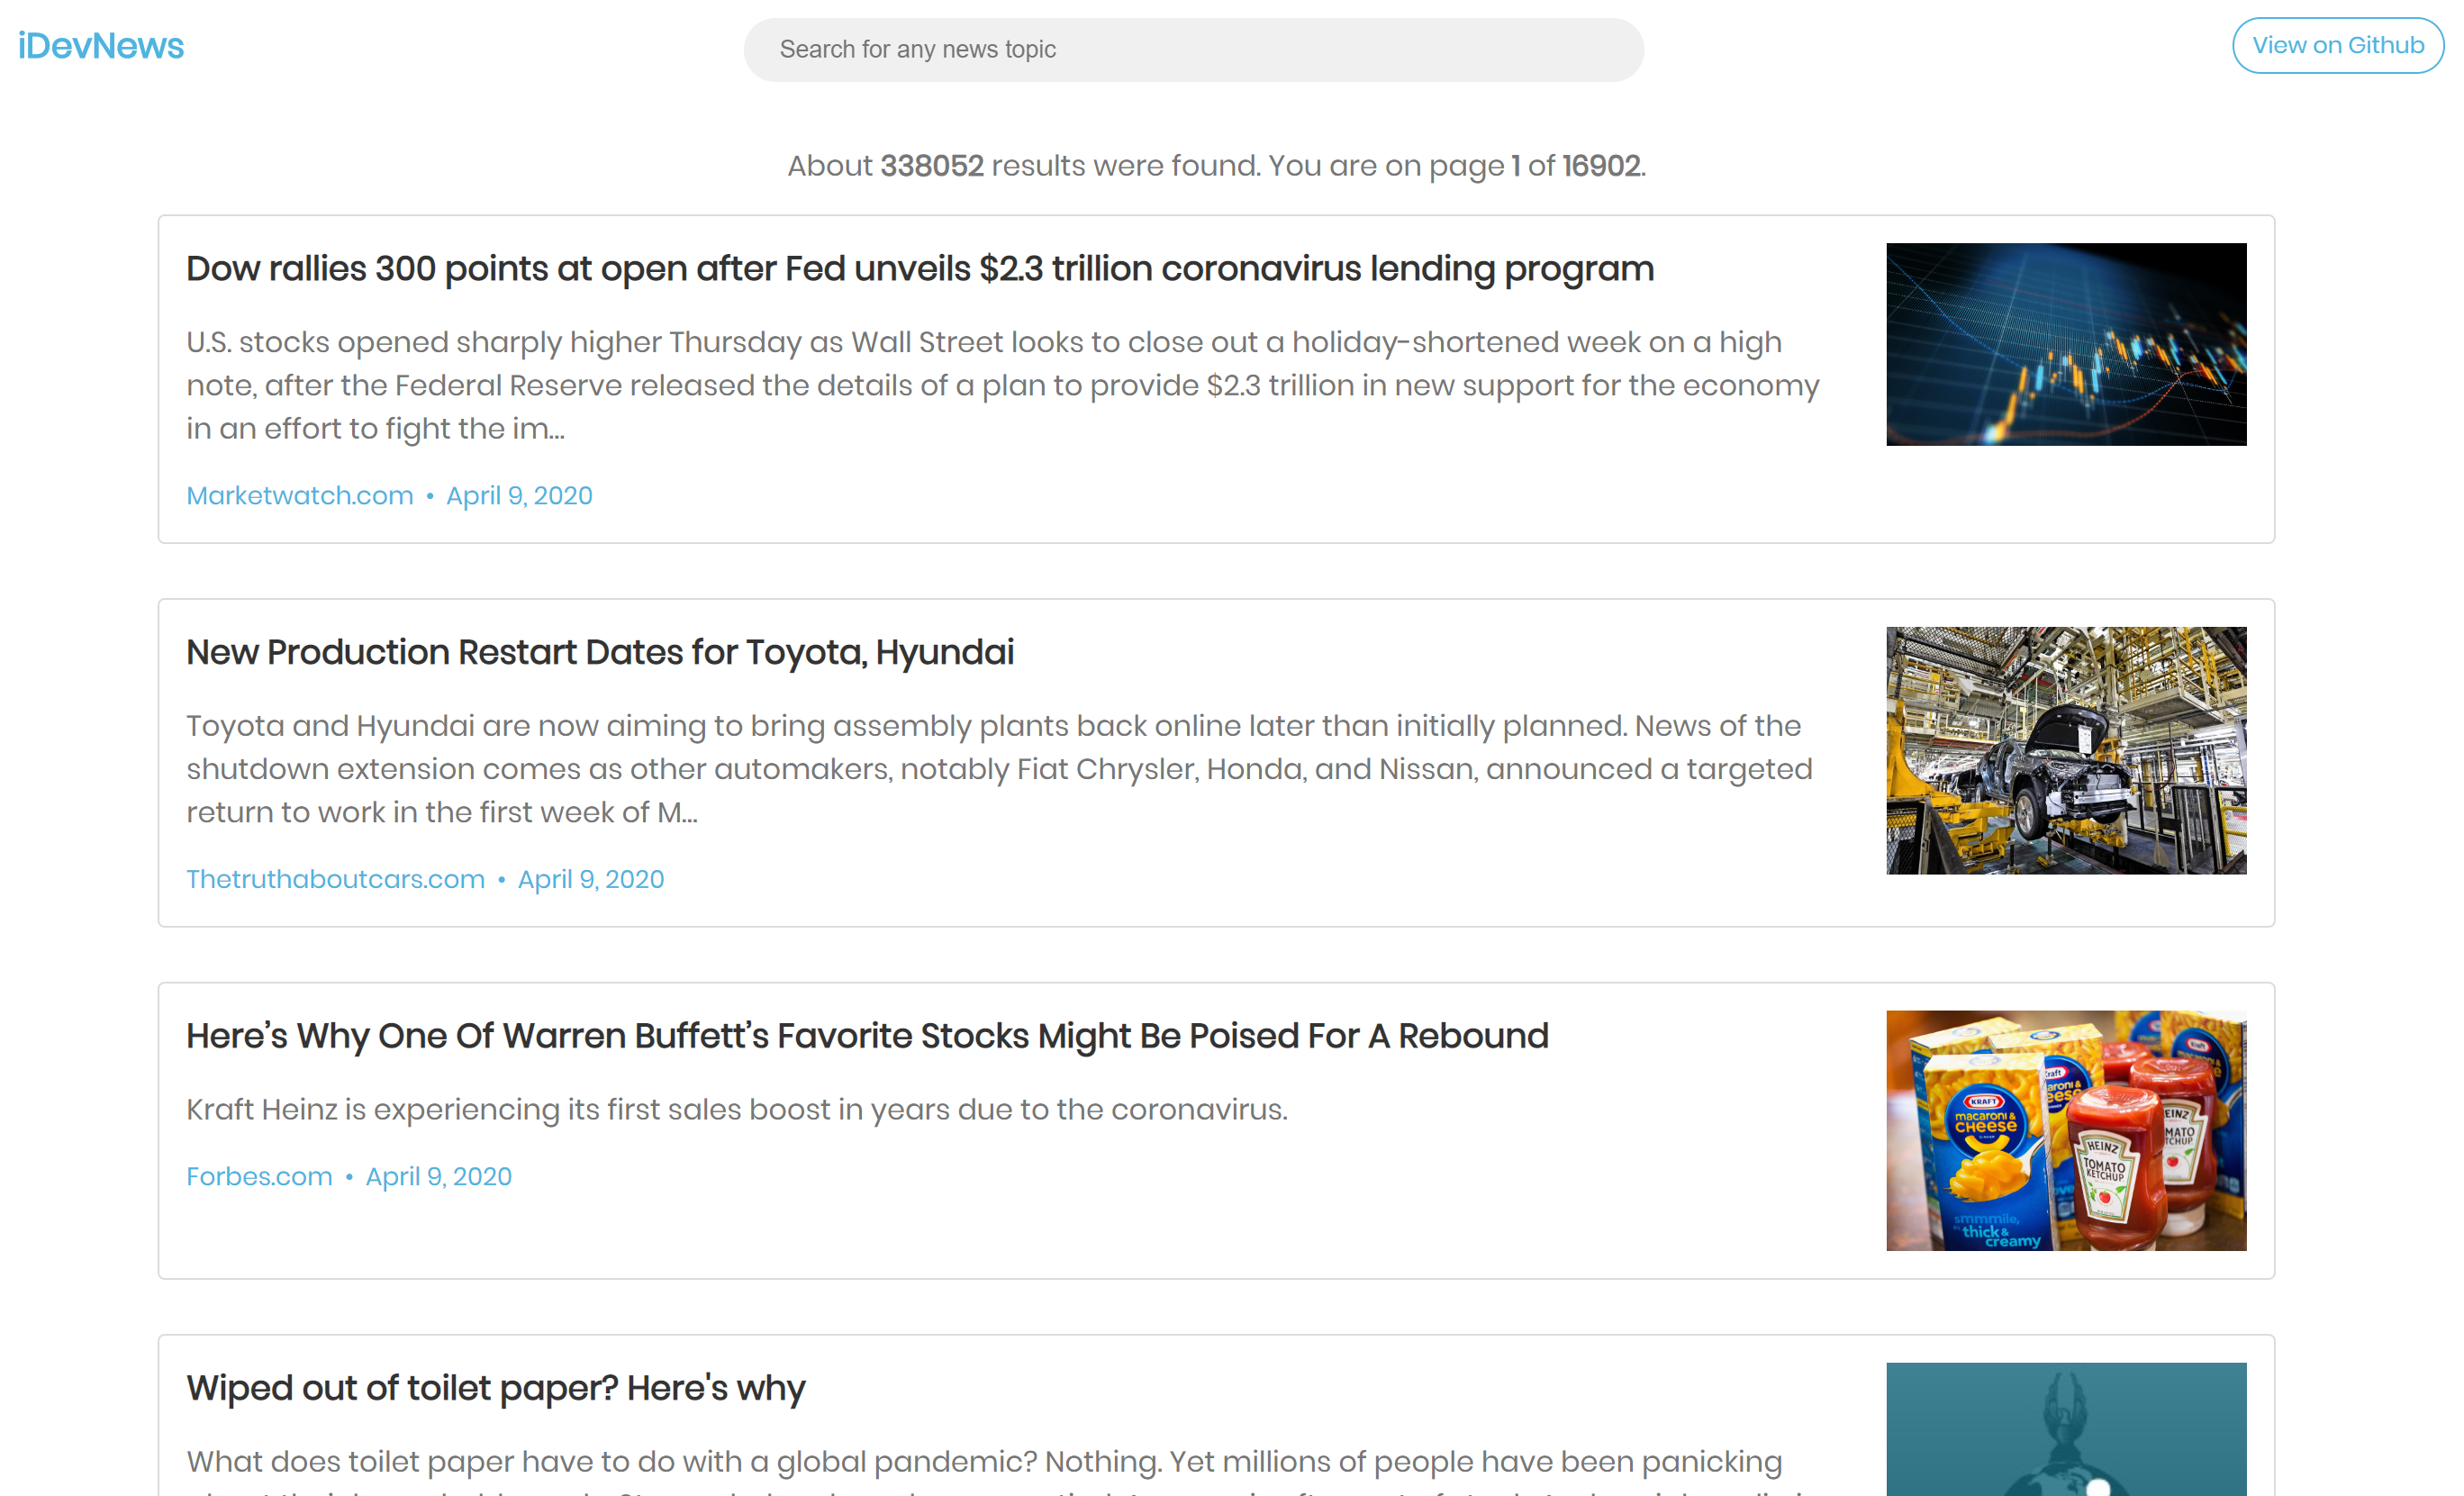 iDevNews
Search for any news topic
View on Github
About 338052 results were found. You are on page 1 of 16902.
Dow rallies 300 points at open after Fed unveils $2.3 trillion coronavirus lending program
U.S. stocks opened sharply higher Thursday as Wall Street looks to close out a holiday-shortened week on a high
note, after the Federal Reserve released the details of a plan to provide $2.3 trillion in new support for the economy
in an effort to fight the im...
Marketwatch.com • April 9, 2020
New Production Restart Dates for Toyota, Hyundai
Toyota and Hyundai are now aiming to bring assembly plants back online later than initially planned. News of the
shutdown extension comes as other automakers, notably Fiat Chrysler, Honda, and Nissan, announced a targeted
return to work in the first week of M...
Thetruthaboutcars.com • April 9, 2020
Here’s Why One Of Warren Buffett’s Favorite Stocks Might Be Poised For A Rebound
Kraft Heinz is experiencing its first sales boost in years due to the coronavirus.
Forbes.com • April 9, 2020
KRAFT
macaroni &
CHEESE
smmmile,
thick &
creamy
HEINZ
TOMATO
KETCHUP
Wiped out of toilet paper? Here's why
What does toilet paper have to do with a global pandemic? Nothing. Yet millions of people have been panicking